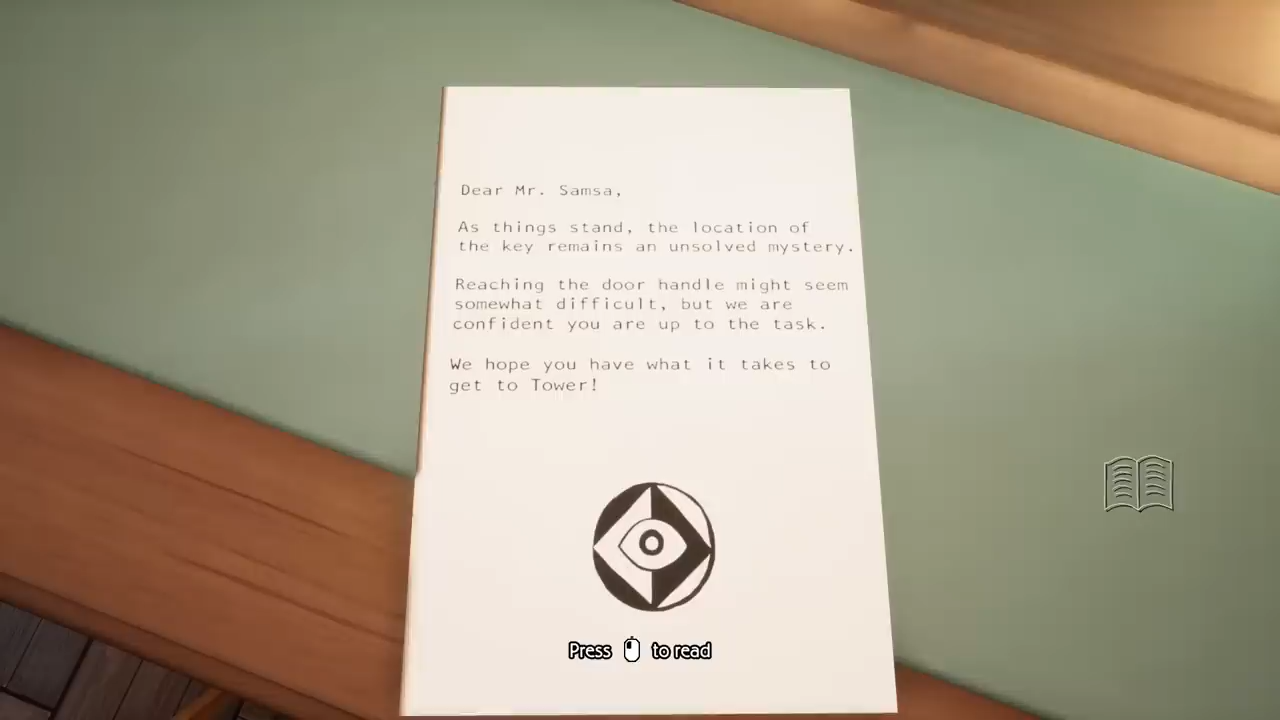 Dear Mr. Samsa,
As things stand, the location of
the key remains an unsolved mystery.
Reaching the door handle might seem
somewhat difficult, but we are
confident you are up to the task.
We hope you have what it takes to
get to Tower!
Press to read